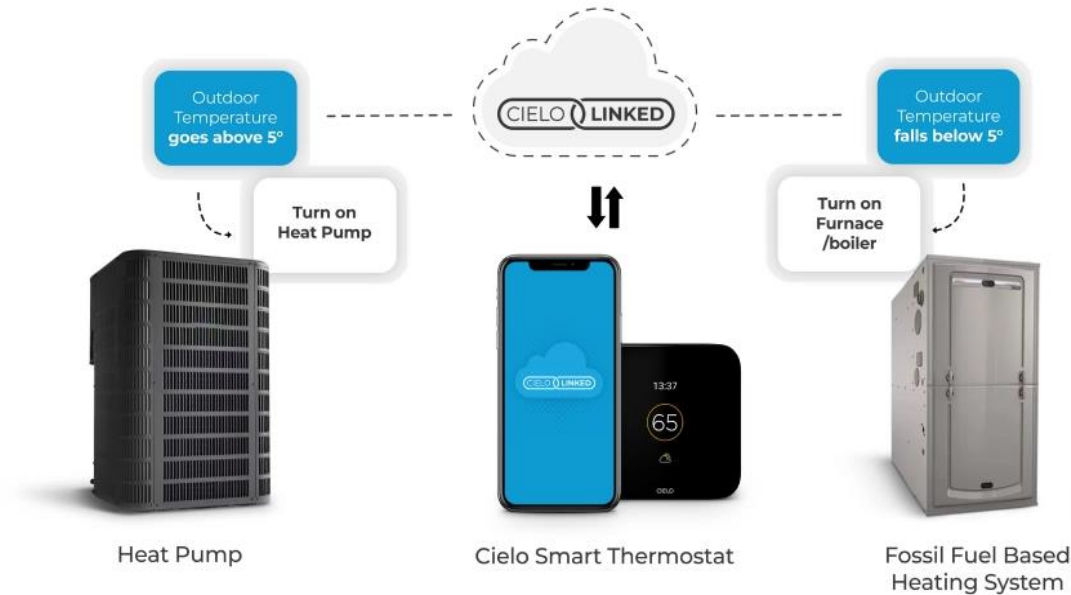 Outdoor
Temperature
goes above 5°
Turn on
Heat Pump
CIELO LINKED
Outdoor
Temperature
falls below 5°
Turn on
Furnace
/boiler
CIELO LINKED
13:37
65
CIELO
Heat Pump
Cielo Smart Thermostat
Fossil Fuel Based
Heating System